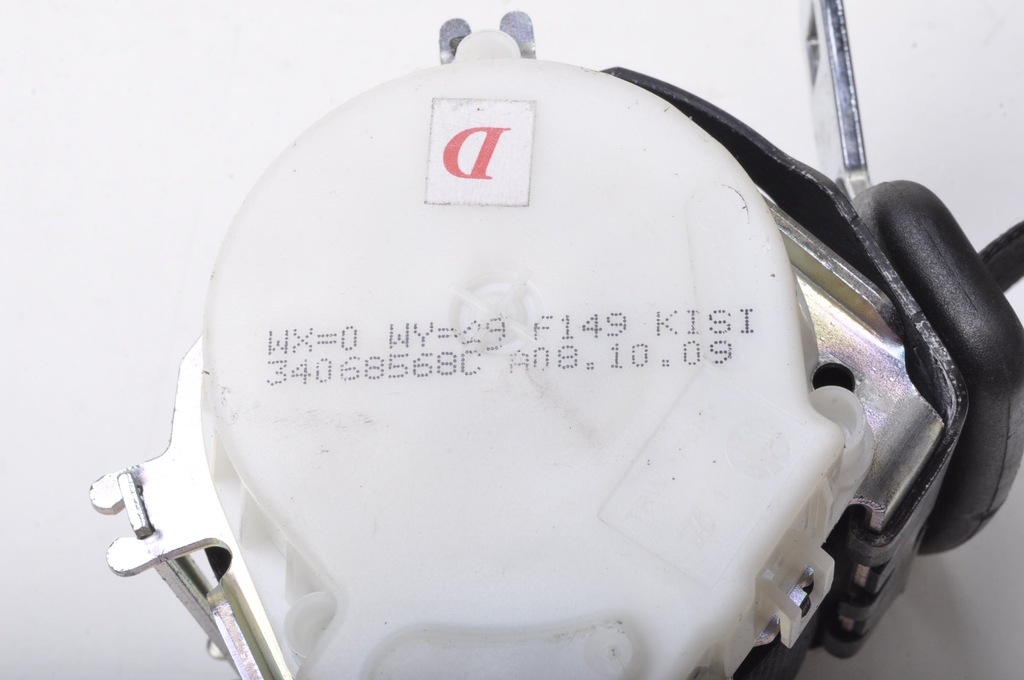 D
WX=0 WY=29 F149 KISI
34068568C A08.10.09